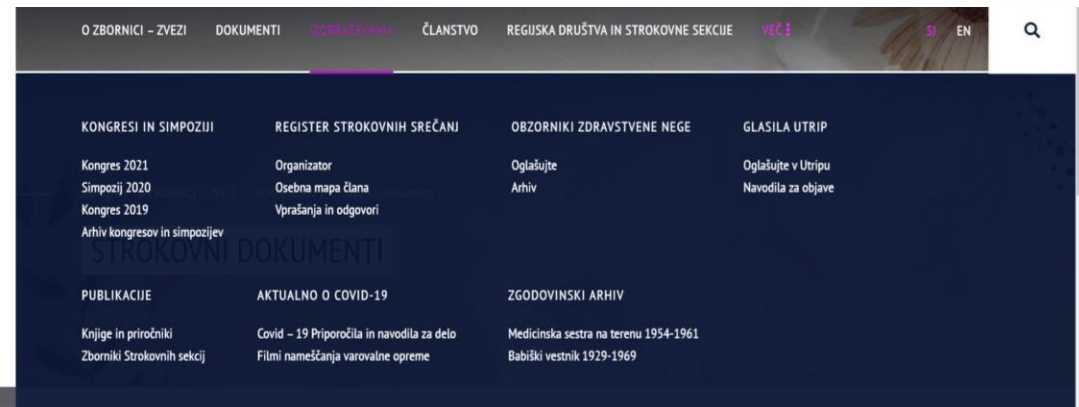 O ZBORNICI – ZVEZI DOKUMENTI IZOBRAŽEVANJA ČLANSTVO REGIJSKA DRUŠTVA IN STROKOVNE SEKCIJE VEČ SI EN
KONGRESI IN SIMPOZIJI
Kongres 2021
Simpozij 2020
Kongres 2019
Arhiv kongresov in simpozijev
REGISTER STROKOVNIH SREČANJ
Organizator
Osebna mapa člana
Vprašanja in odgovori
OBZORNIKI ZDRAVSTVENE NEGE
Oglašujte
Arhiv
GLASILA UTRIP
Oglašujte v Utripu
Navodila za objave
STROKOVNI DOKUMENTI
PUBLIKACIJE
Knjige in priročniki
Zborniki Strokovnih sekcij
AKTUALNO O COVID-19
Covid – 19 Priporočila in navodila za delo
Filmi nameščanja varovalne opreme
ZGODOVINSKI ARHIV
Medicinska sestra na terenu 1954-1961
Babiški vestnik 1929-1969